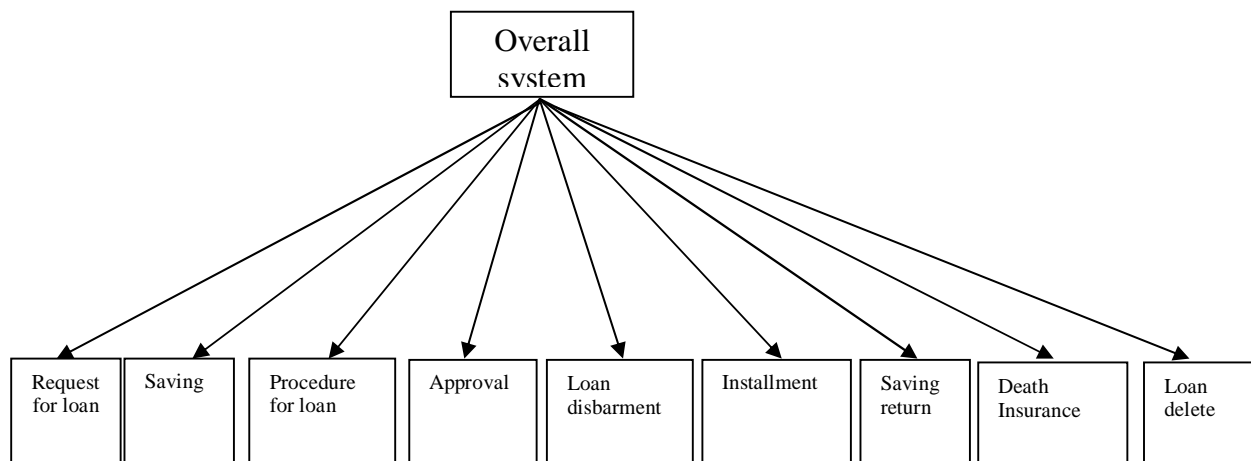 Overall
system
Request
for loan
Saving
Procedure
for loan
Approval
Loan
disbarment
Installment
Saving
return
Death
Insurance
Loan
delete